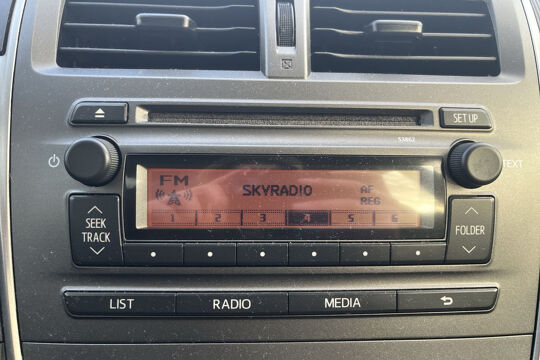 SET UP
53862
TEXT
FM
SKYRADIO
AF
REG
1 2 3 4 5 6
SEEK
TRACK
FOLDER
LIST
RADIO
MEDIA